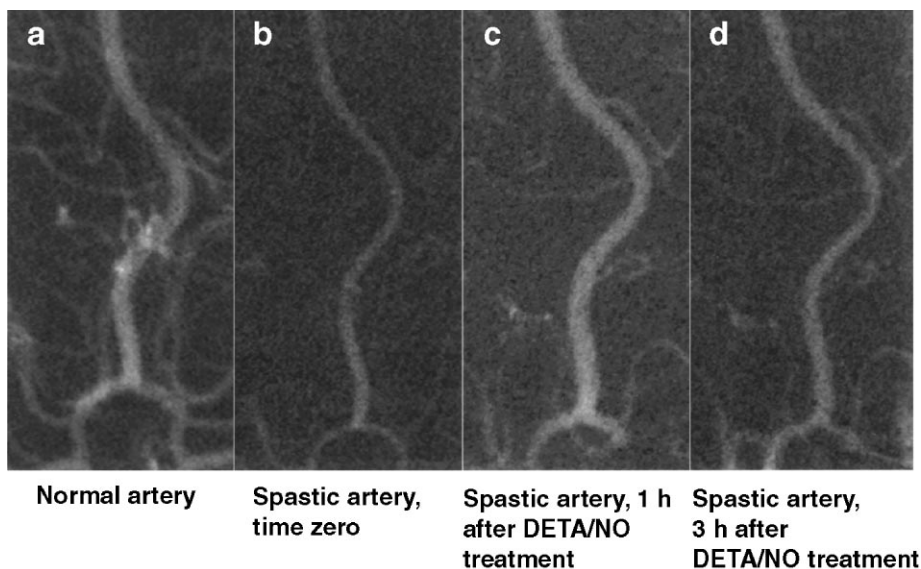 a
b
c
d
Normal artery
Spastic artery,
time zero
Spastic artery, 1 h
after DETA/NO
treatment
Spastic artery,
3 h after
DETA/NO treatment